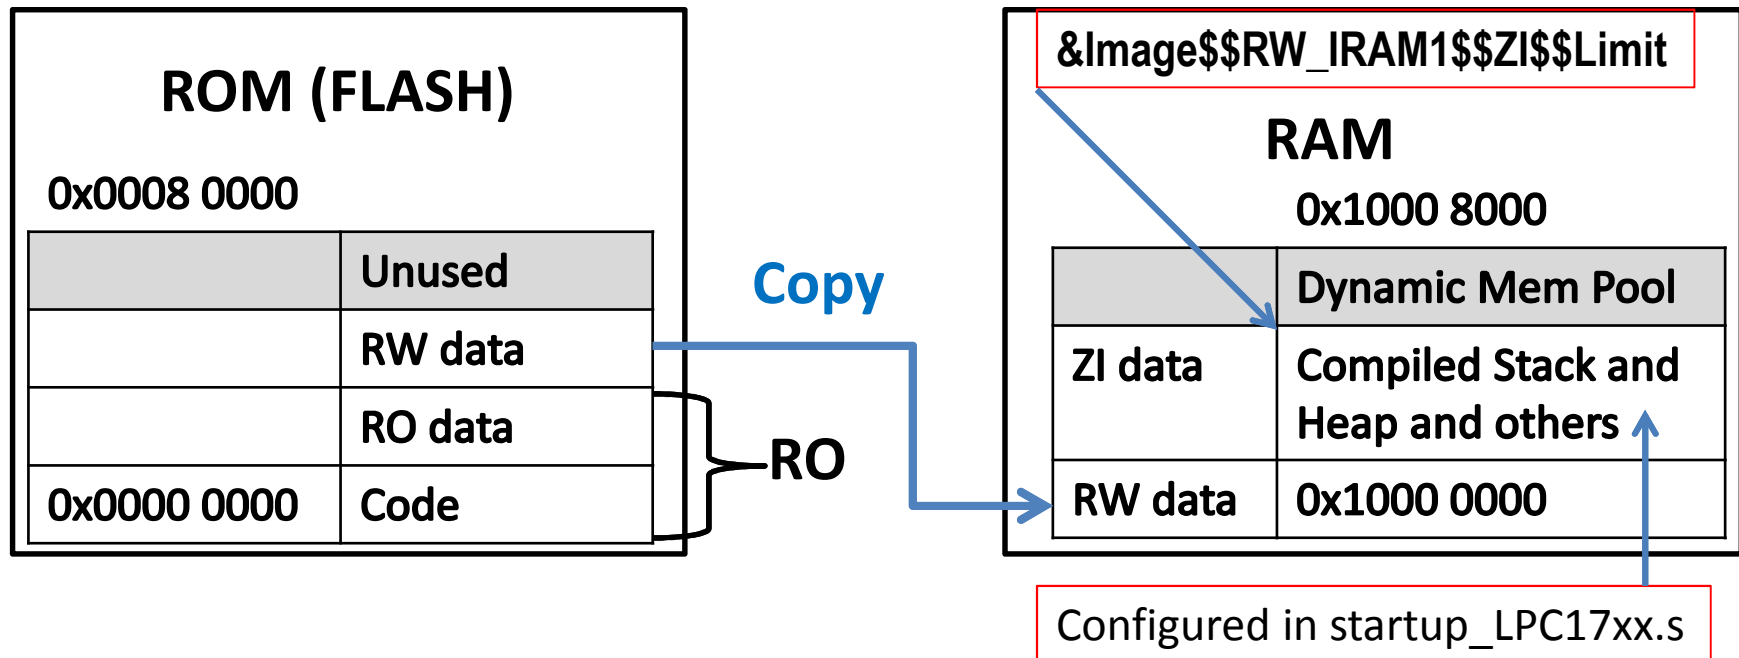 ROM (FLASH)
0x0008 0000
Unused
RW data
RO data
0x0000 0000 Code
RO
Copy
&Image$$RW_IRAM1$$ZI$$Limit
RAM
0x1000 8000
Dynamic Mem Pool
ZI data Compiled Stack and
Heap and others
RW data 0x1000 0000
Configured in startup_LPC17xx.s